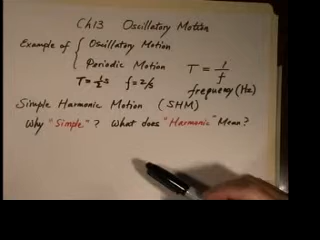 Ch13 Oscillatory Motion
Example of { Oscillatory Motion
Periodic Motion
T = 1/2 s f = 2/s
T = 1/f
frequency (Hz)
Simple Harmonic Motion (SHM)
Why "Simple"? What does "Harmonic" Mean?